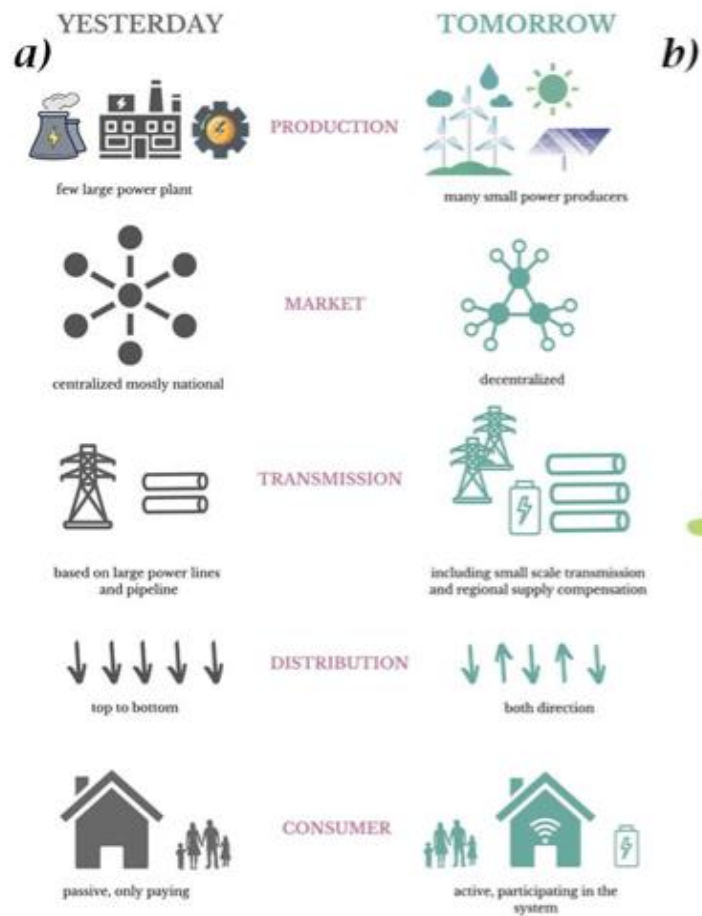 YESTERDAY
TOMORROW
a)
b)
PRODUCTION
few large power plant
many small power producers
MARKET
centralized mostly national
decentralized
TRANSMISSION
based on large power lines
and pipeline
including small scale transmission
and regional supply compensation
DISTRIBUTION
top to bottom
both direction
CONSUMER
passive, only paying
active, participating in the
system